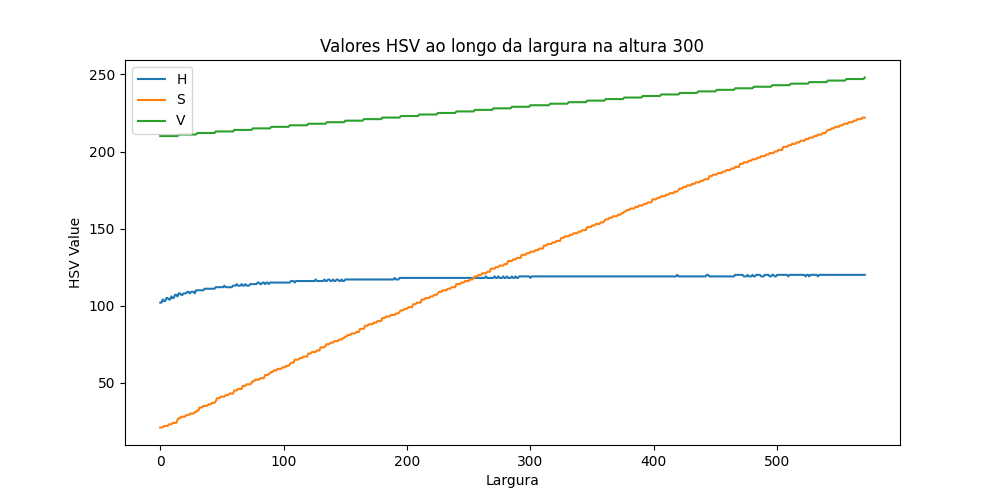 Valores HSV ao longo da largura na altura 300
H
S
V
HSV Value
250
200
150
100
50
0 100 200 300 400 500
Largura